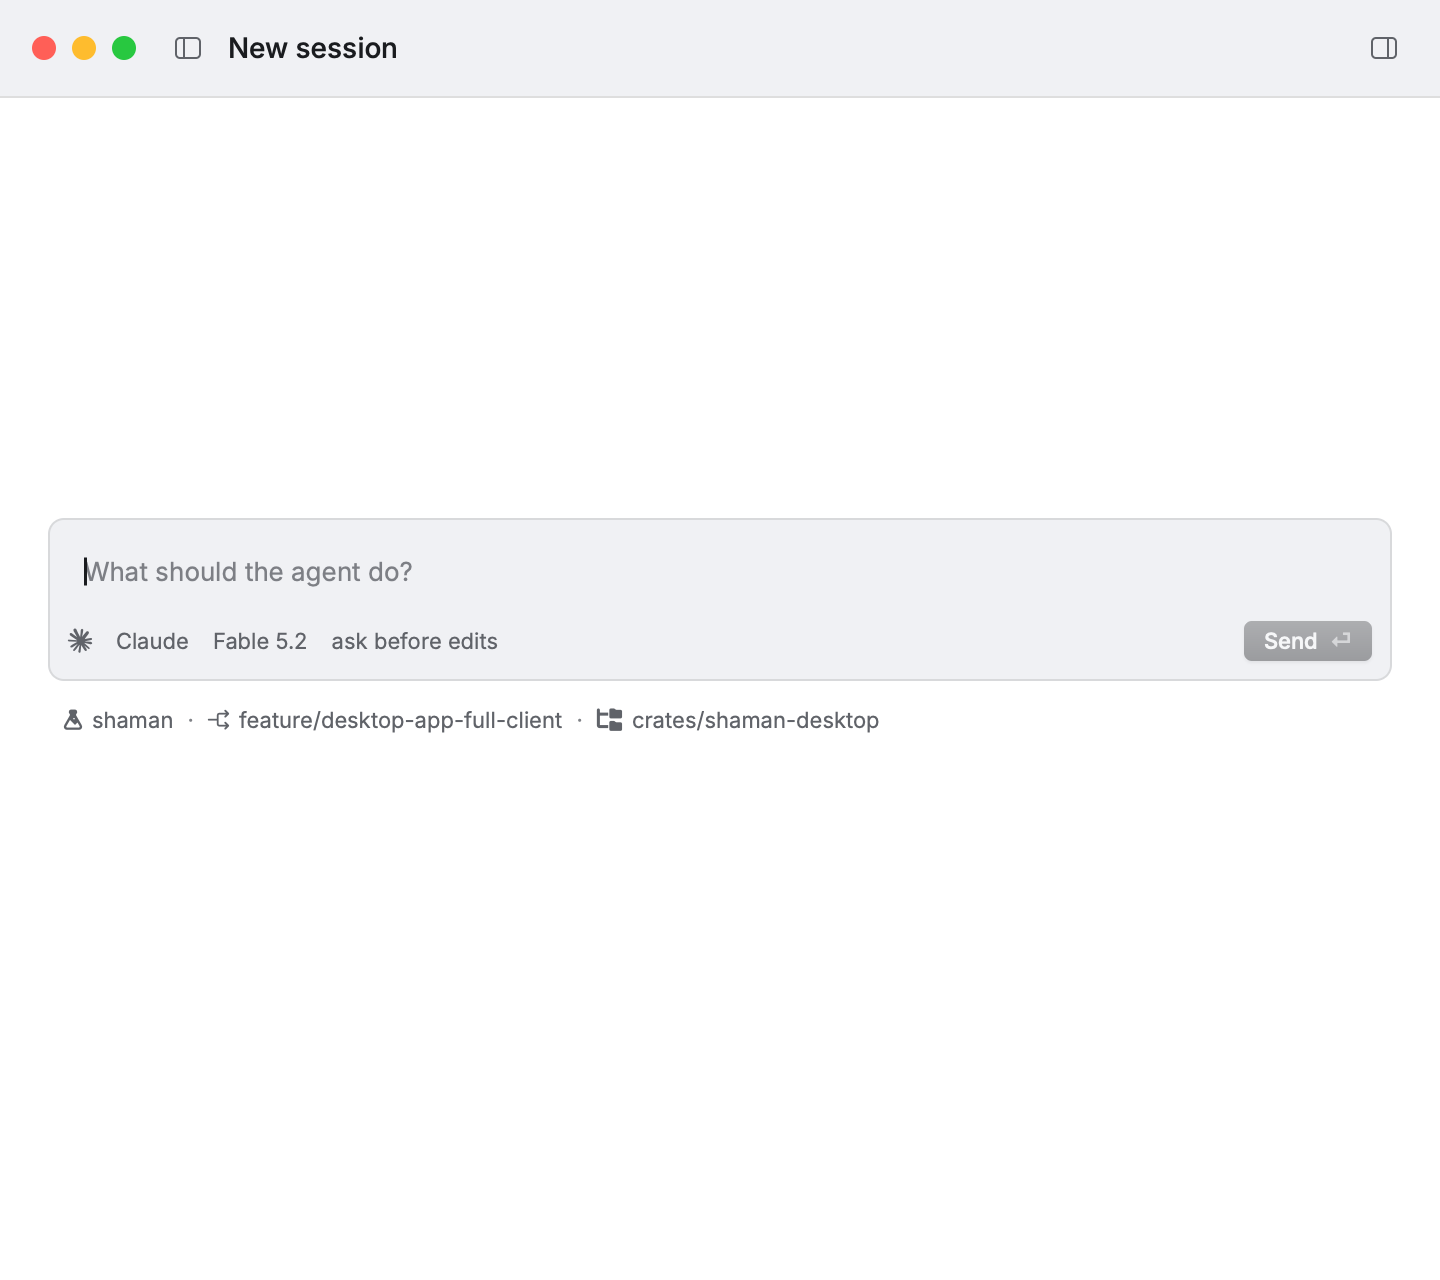 New session
What should the agent do?
Claude Fable 5.2 ask before edits Send
shaman · feature/desktop-app-full-client · crates/shaman-desktop